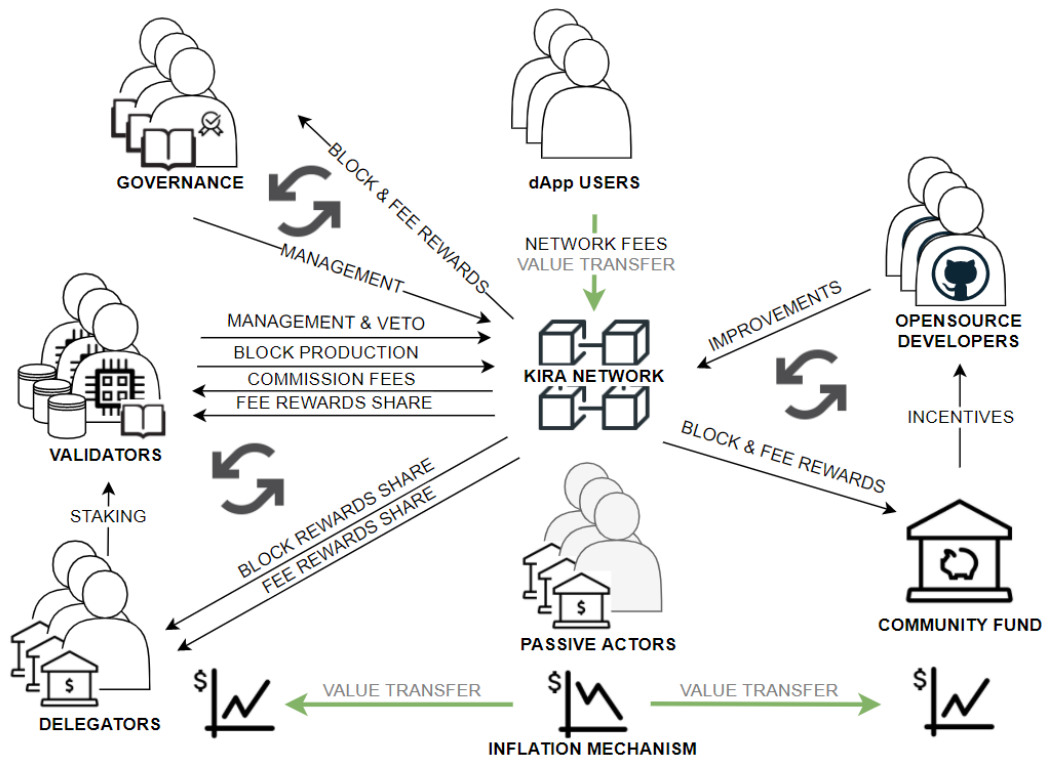 GOVERNANCE
dApp USERS
BLOCK & FEE REWARDS
MANAGEMENT
NETWORK FEES
VALUE TRANSFER
IMPROVEMENTS
OPENSOURCE
DEVELOPERS
MANAGEMENT & VETO
BLOCK PRODUCTION
COMMISSION FEES
FEE REWARDS SHARE
KIRA NETWORK
INCENTIVES
VALIDATORS
BLOCK & FEE REWARDS
STAKING
BLOCK REWARDS SHARE
FEE REWARDS SHARE
$
PASSIVE ACTORS
COMMUNITY FUND
$
DELEGATORS
$
VALUE TRANSFER
$
VALUE TRANSFER
$
INFLATION MECHANISM